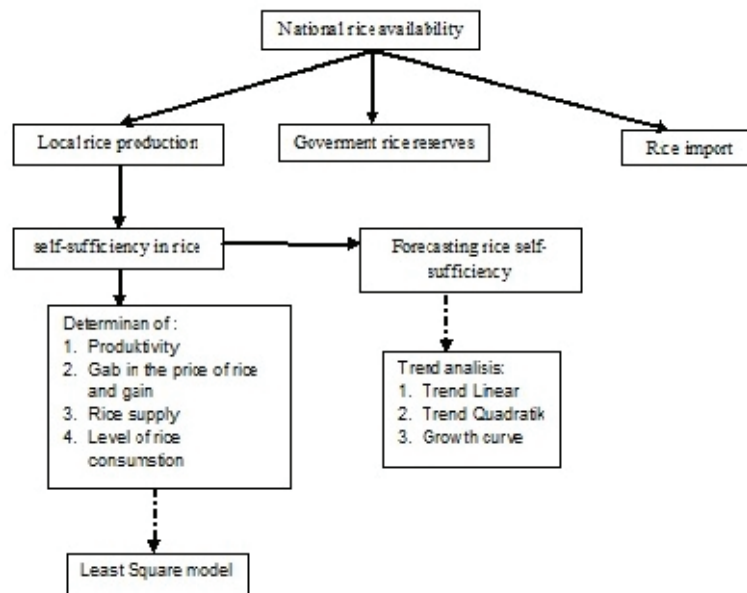 National rice availability
Local rice production
Goverment rice reserves
Rice import
self-sufficiency in rice
Forecasting rice self-
sufficiency
Determinan of :
1. Produktivity
2. Gab in the price of rice
and gain
3. Rice supply
4. Level of rice
consumstion
Trend analisis:
1. Trend Linear
2. Trend Quadratik
3. Growth curve
Least Square model